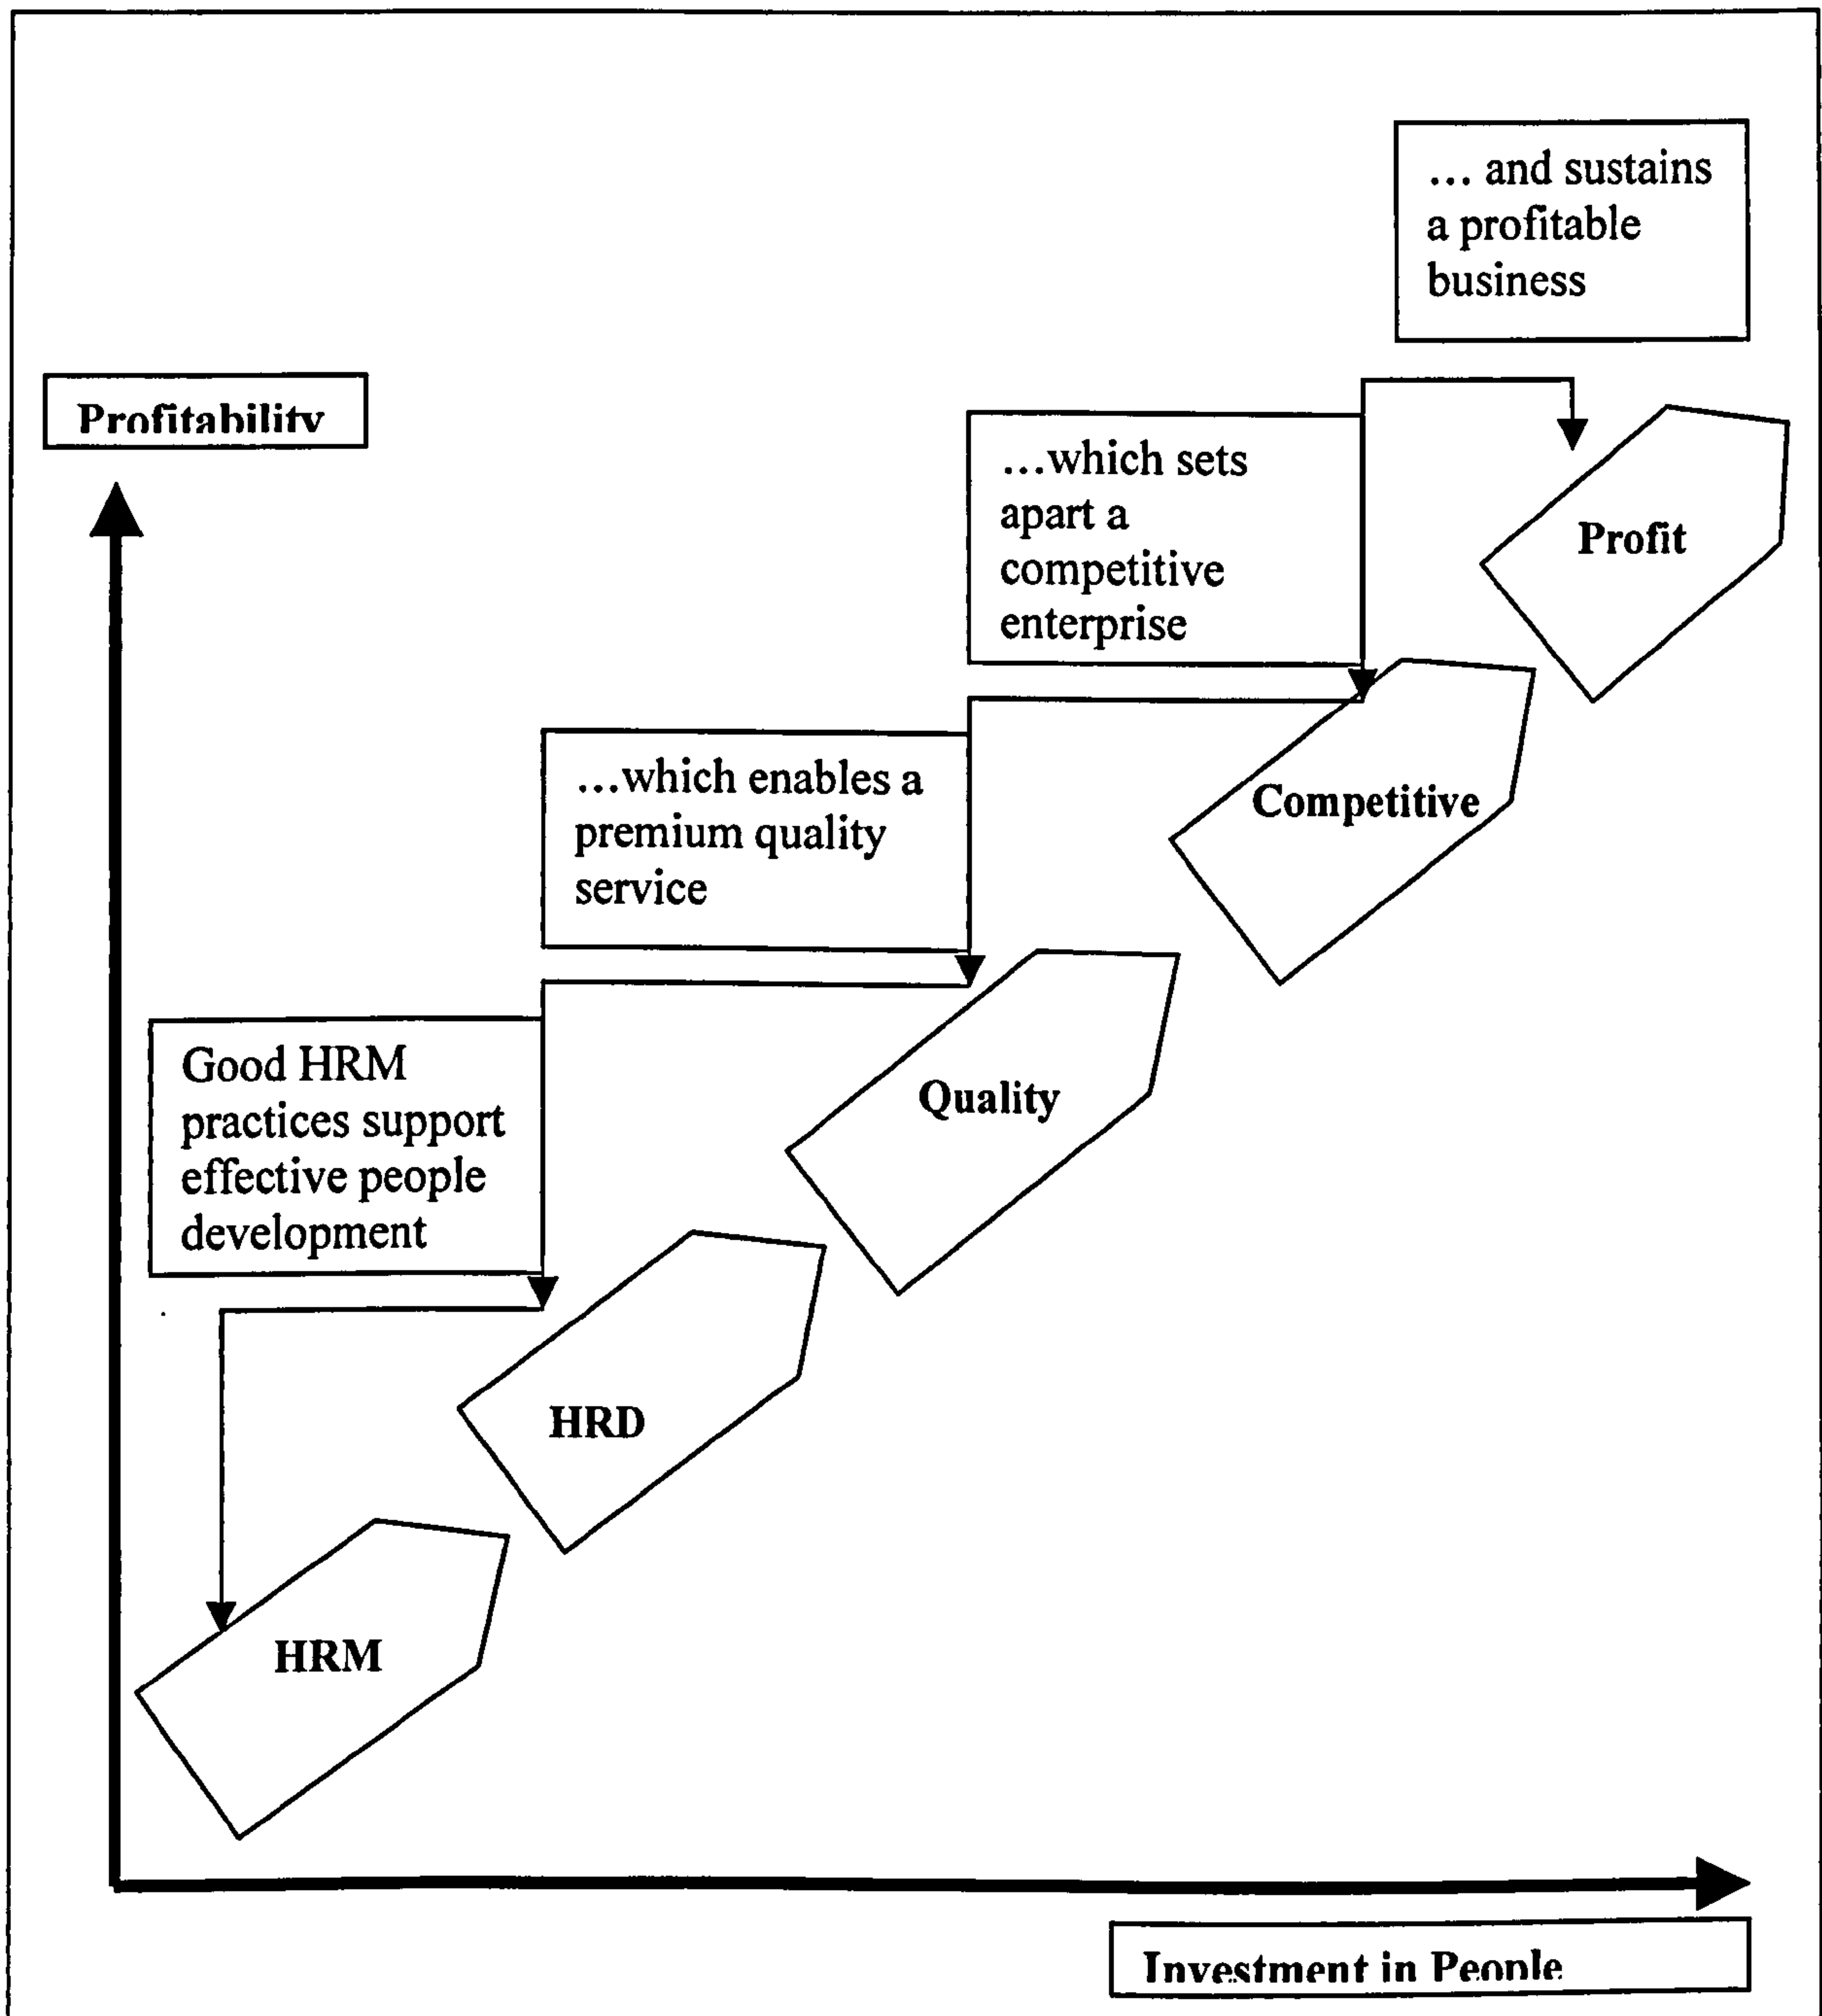 ... and sustains
a profitable
business
Profitability
...which sets
apart a
competitive
enterprise
Profit
...which enables a
premium quality
service
Competitive
Good HRM
practices support
effective people
development
Quality
HRD
HRM
Investment in People